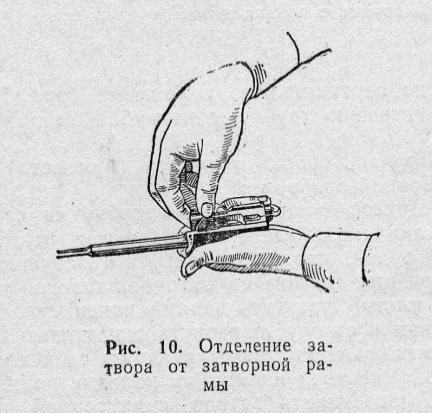 Рис. 10. Отделение за-
твора от затворной ра-
мы